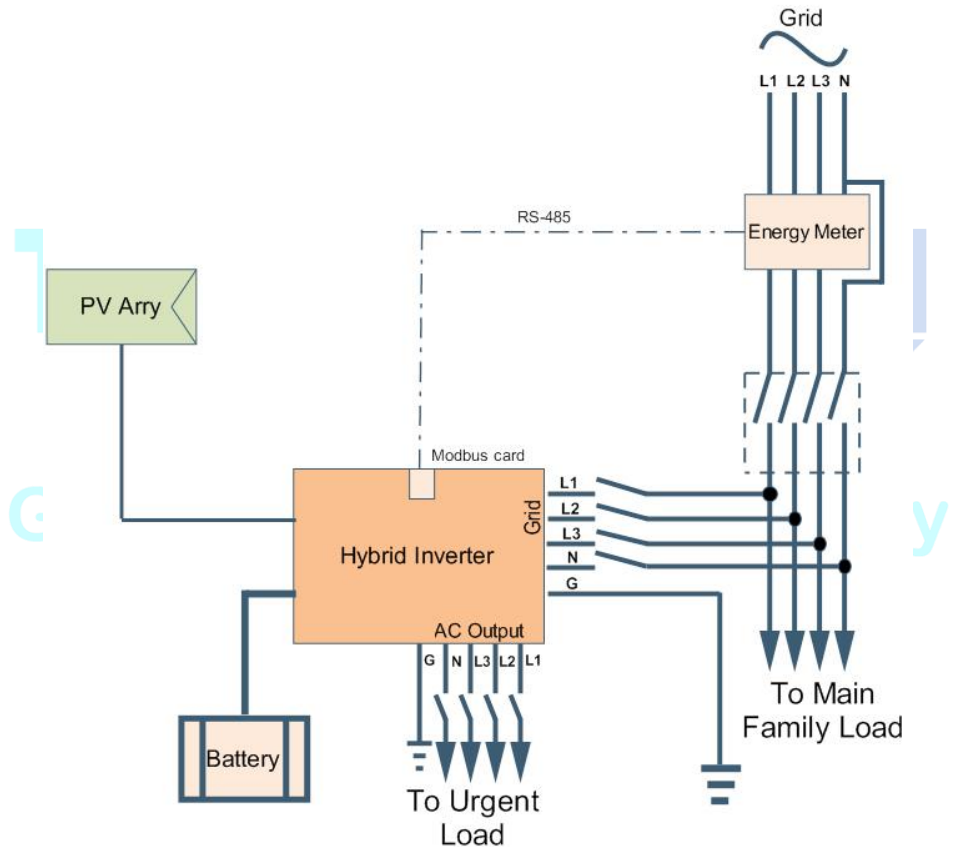 Grid
L1 L2 L3 N
RS-485
Energy Meter
PV Arry
Modbus card
L1
L2
L3
N
G
Grid
Hybrid Inverter
AC Output
G N L3 L2 L1
Battery
To Urgent
Load
To Main
Family Load